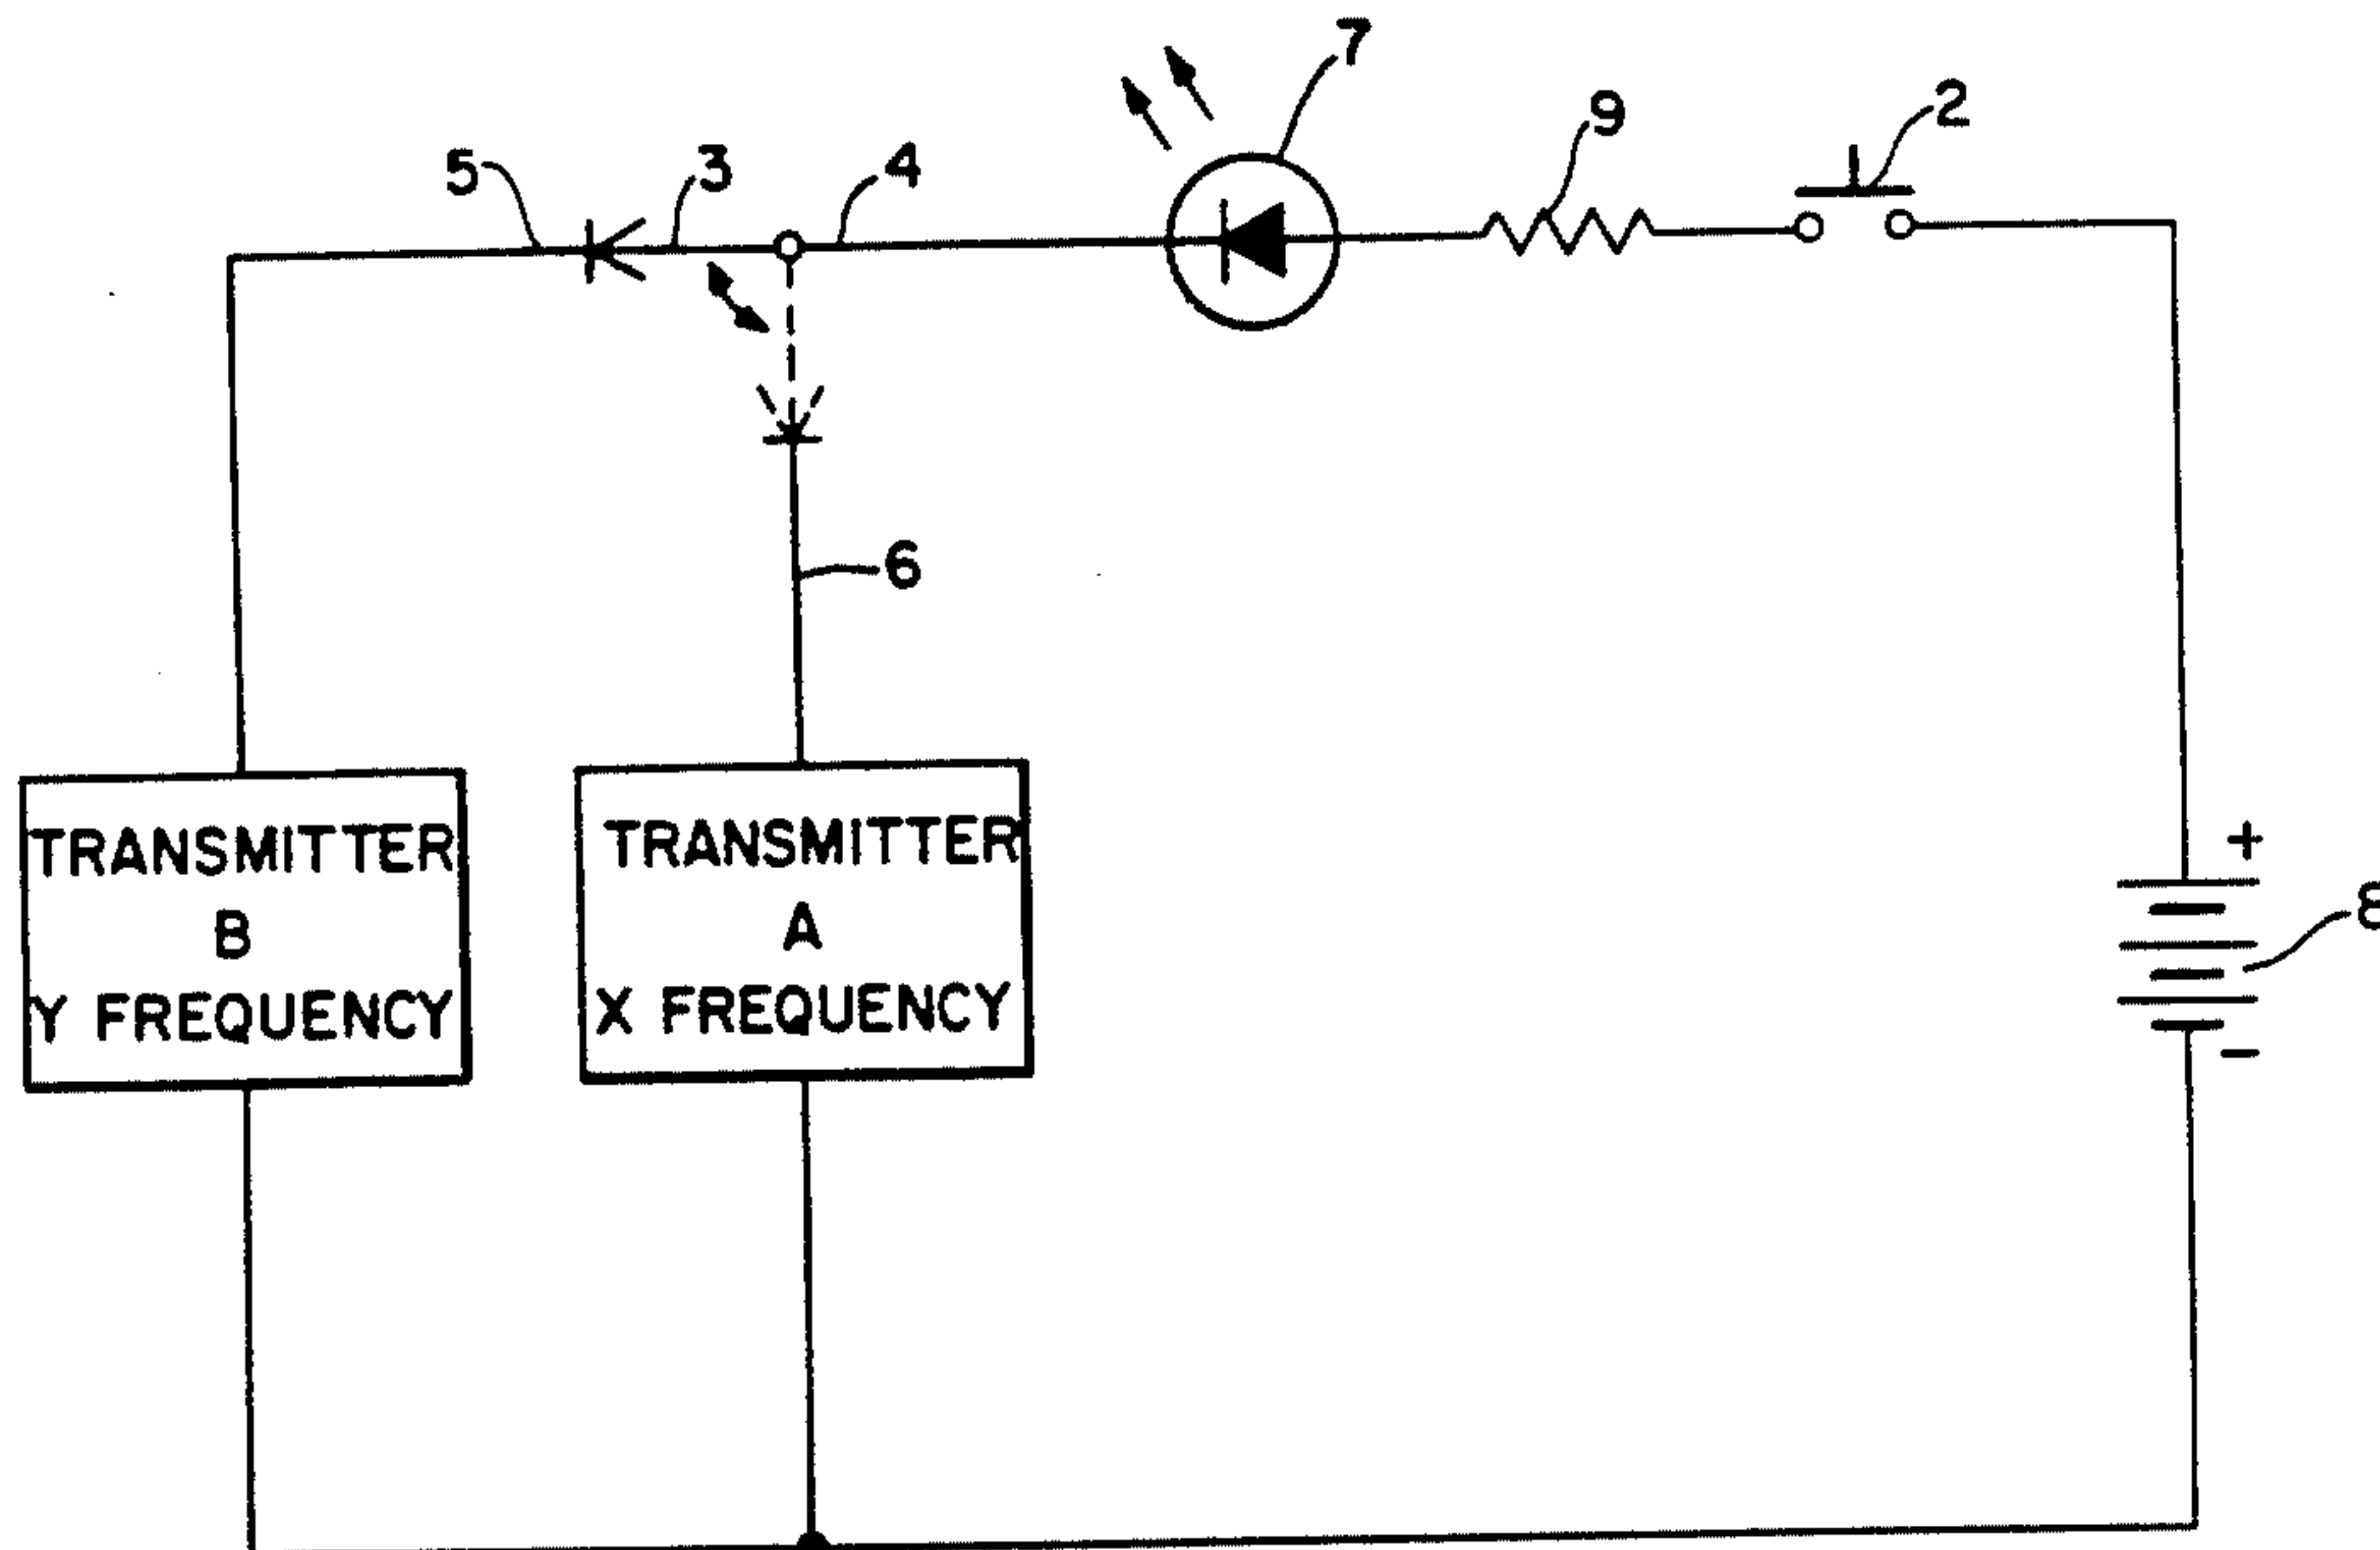 7
9
2
5
3
4
6
TRANSMITTER
B
Y FREQUENCY
TRANSMITTER
A
X FREQUENCY
+
8
−